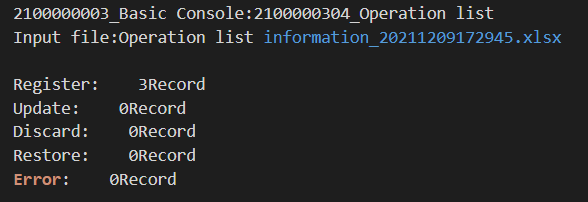 2100000003_Basic Console:2100000304_Operation list
Input file:Operation list information_20211209172945.xlsx
Register:    3Record
Update:    0Record
Discard:    0Record
Restore:    0Record
Error:    0Record